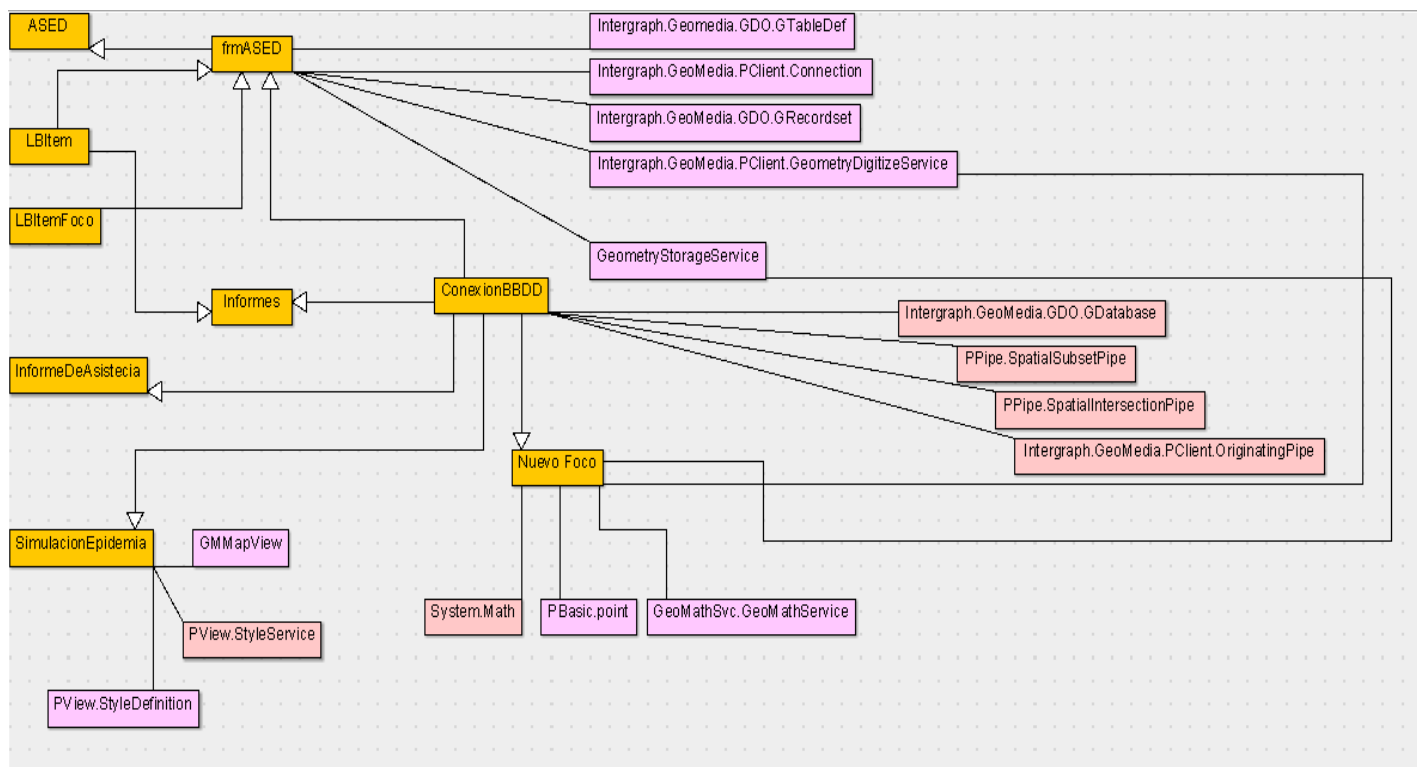 ASED
frmASED
Intergraph.Geomedia.GDO.GTableDef
Intergraph.GeoMedia.PClient.Connection
Intergraph.GeoMedia.GDO.GRecordset
LBItem
Intergraph.GeoMedia.PClient.GeometryDigitizeService
LBItemFoco
GeometryStorageService
ConexionBBDD
Informes
Intergraph.GeoMedia.GDO.GDatabase
PPipe.SpatialSubsetPipe
InformeDeAsistecia
PPipe.SpatialIntersectionPipe
Intergraph.GeoMedia.PClient.OriginatingPipe
Nuevo Foco
SimulacionEpidemia
GMMapView
System.Math
PBasic.point
GeoMathSvc.GeoMathService
PView.StyleService
PView.StyleDefinition